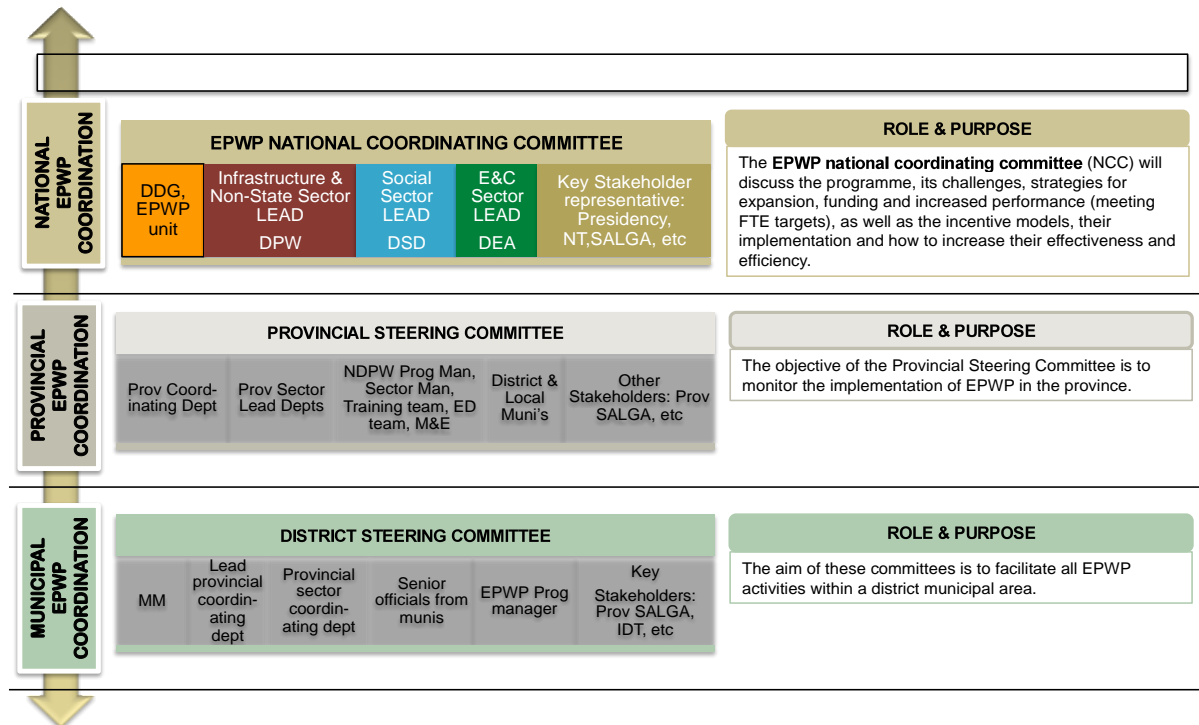 NATIONAL
EPWP
COORDINATION
EPWP NATIONAL COORDINATING COMMITTEE
DDG,
EPWP
unit
Infrastructure &
Non-State Sector
LEAD
DPW
Social
Sector
LEAD
DSD
E&C
Sector
LEAD
DEA
Key Stakeholder
representative:
Presidency,
NT,SALGA, etc
ROLE & PURPOSE
The EPWP national coordinating committee (NCC) will
discuss the programme, its challenges, strategies for
expansion, funding and increased performance (meeting
FTE targets), as well as the incentive models, their
implementation and how to increase their effectiveness and
efficiency.
PROVINCIAL
EPWP
COORDINATION
PROVINCIAL STEERING COMMITTEE
Prov Coord-
inating Dept
Prov Sector
Lead Depts
NDPW Prog Man,
Sector Man,
Training team, ED
team, M&E
District &
Local
Muni's
Other
Stakeholders: Prov
SALGA, etc
ROLE & PURPOSE
The objective of the Provincial Steering Committee is to
monitor the implementation of EPWP in the province.
MUNICIPAL
EPWP
COORDINATION
DISTRICT STEERING COMMITTEE
MM
Lead
provincial
coordin-
ating
dept
Provincial
sector
coordin-
ating dept
Senior
officials from
munis
EPWP Prog
manager
Key
Stakeholders:
Prov SALGA,
IDT, etc
ROLE & PURPOSE
The aim of these committees is to facilitate all EPWP
activities within a district municipal area.